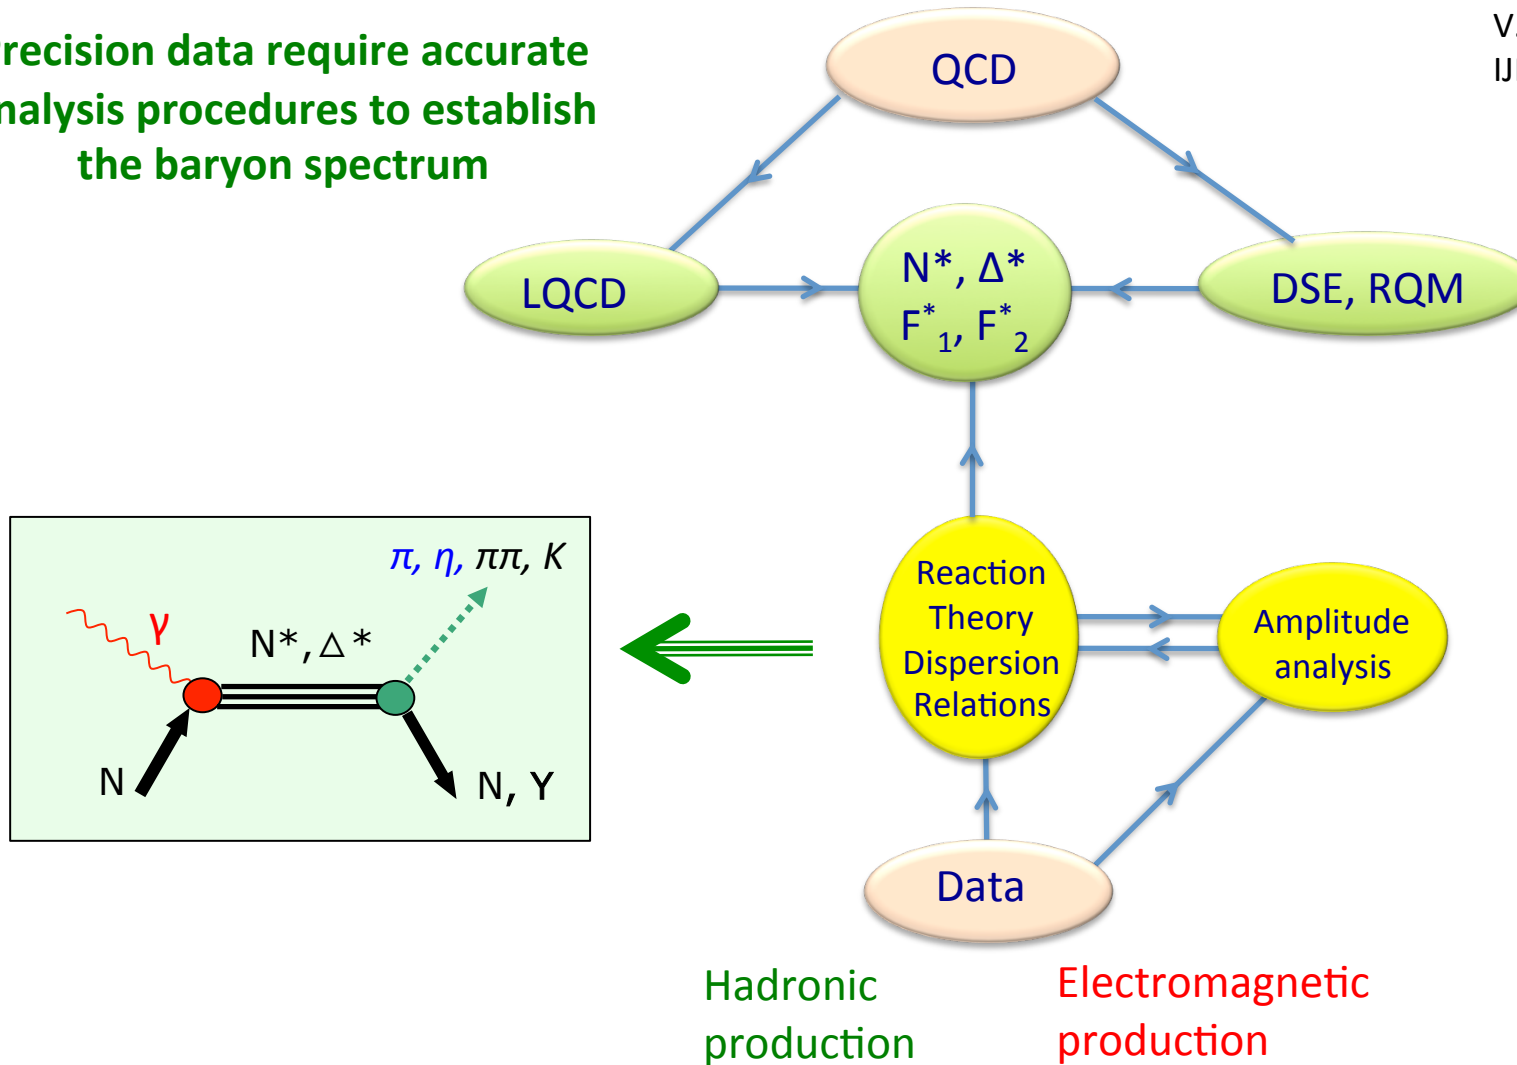 recision data require accurate
nalysis procedures to establish
the baryon spectrum
V.
IJ
QCD
LQCD
N*, Δ*
F*1, F*2
DSE, RQM
π, η, ππ, K
γ
N*, Δ*
N
N, Y
Reaction
Theory
Dispersion
Relations
Amplitude
analysis
Data
Hadronic
production
Electromagnetic
production